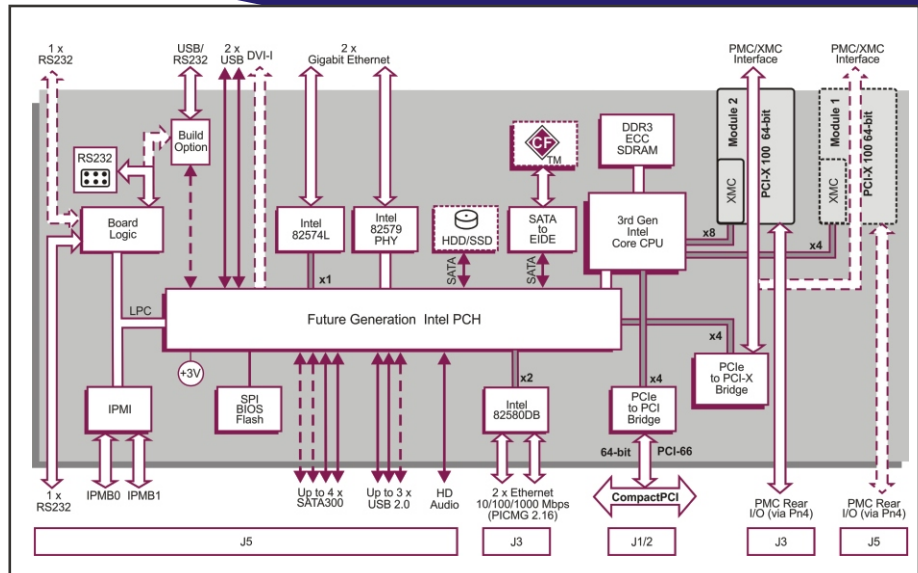 1 x
RS232
USB/
RS232
2 x
USB
DVI-I
2 x
Gigabit Ethernet
PMC/XMC
Interface
PMC/XMC
Interface
RS232
Build
Option
CF
TM
DDR3
ECC
SDRAM
Module 2
PCI-X 100 64-bit
XMC
Module 1
PCI-X 100 64-bit
XMC
Board
Logic
Intel
82574L
Intel
82579
PHY
HDD/SSD
SATA
to
EIDE
3rd Gen
Intel
Core CPU
x8
x4
x1
SATA
SATA
LPC
Future Generation Intel PCH
x4
+3V
x2
x4
PCIe
to PCI-X
Bridge
IPMI
SPI
BIOS
Flash
Intel
82580DB
PCIe
to PCI
Bridge
64-bit
PCI-66
1 x
RS232
IPMB0
IPMB1
Up to 4 x
SATA300
Up to 3 x
USB 2.0
HD
Audio
2 x Ethernet
10/100/1000 Mbps
(PICMG 2.16)
CompactPCI
PMC Rear
I/O (via Pn4)
PMC Rear
I/O (via Pn4)
J5
J3
J1/2
J3
J5